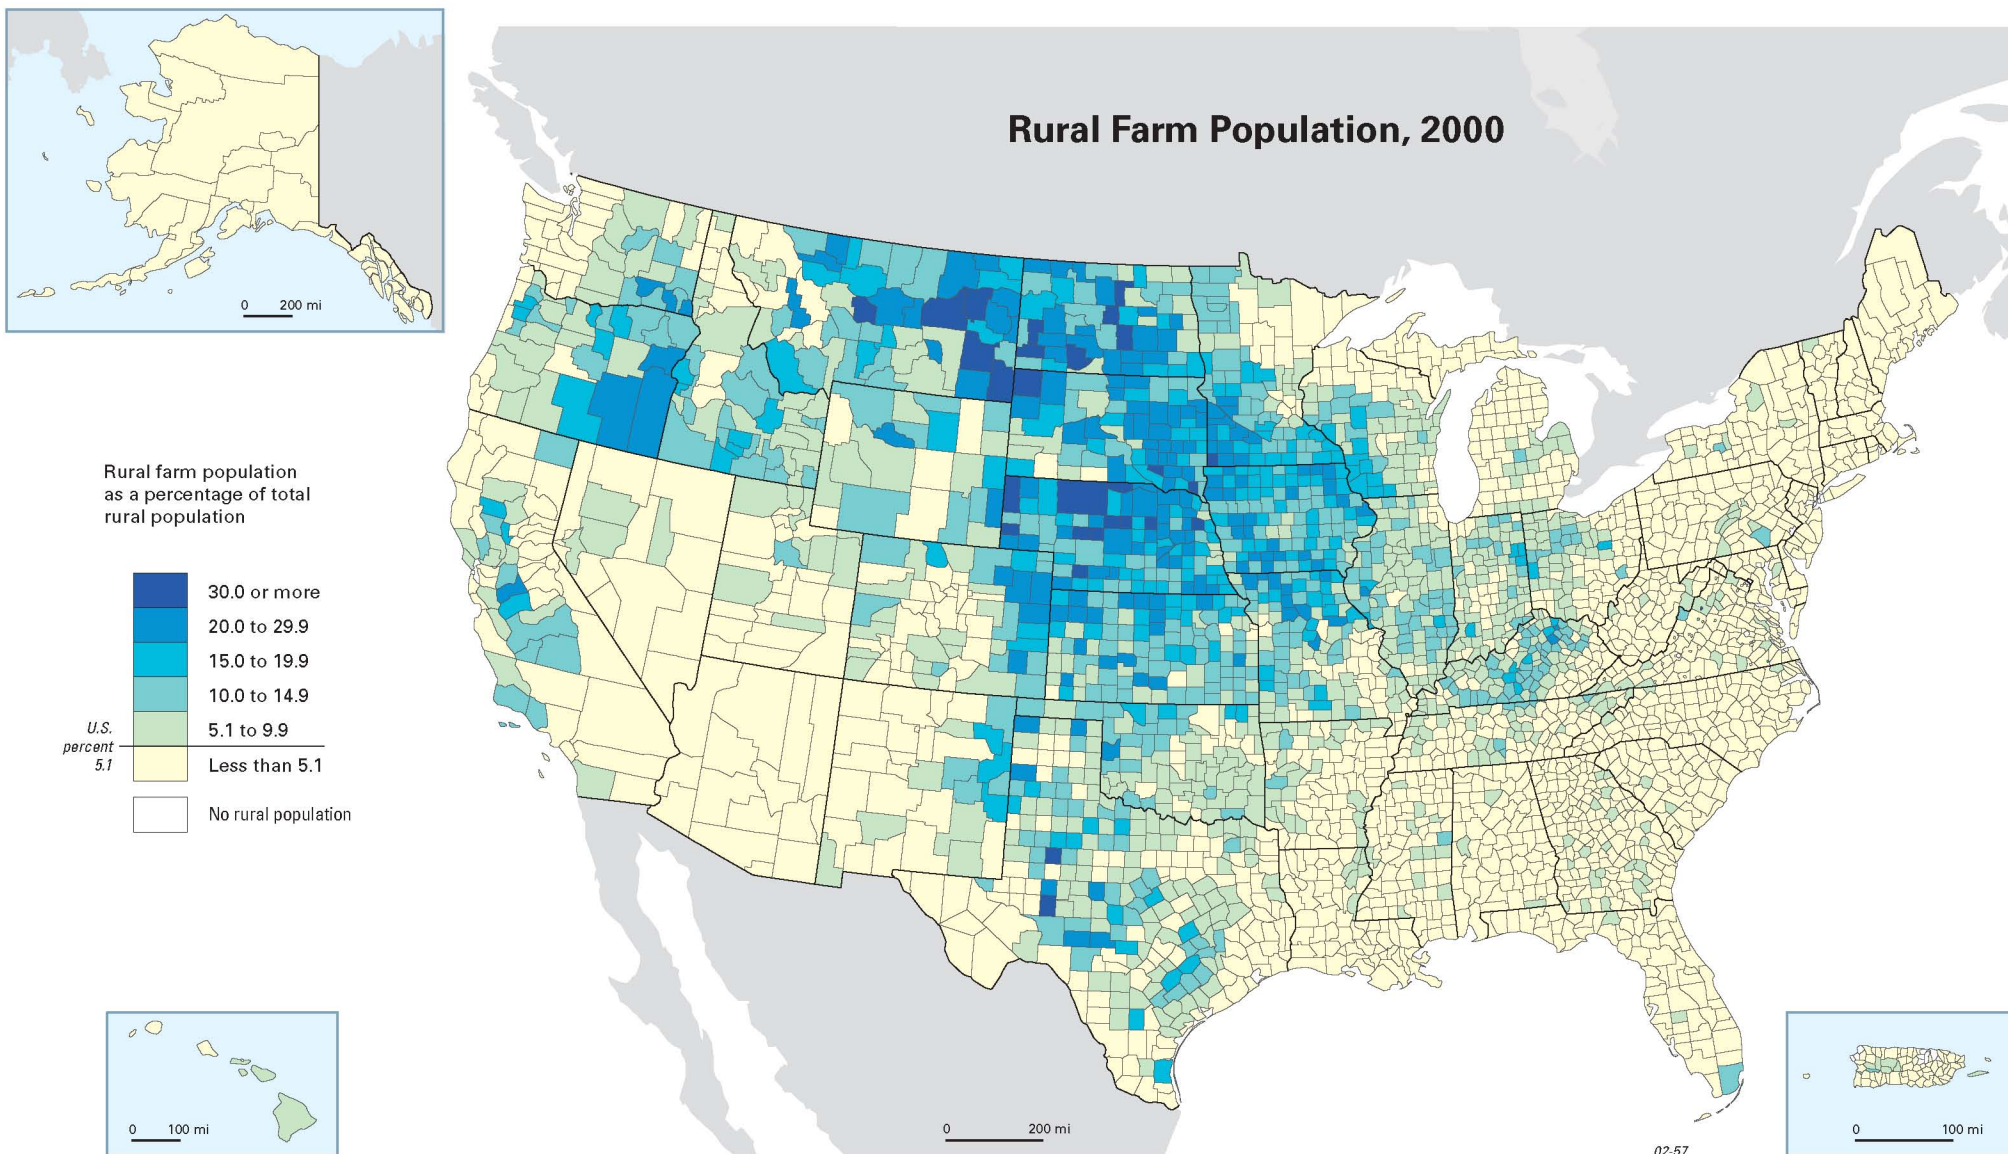 Rural Farm Population, 2000
0 200 mi
Rural farm population
as a percentage of total
rural population
30.0 or more
20.0 to 29.9
15.0 to 19.9
10.0 to 14.9
5.1 to 9.9
Less than 5.1
U.S.
percent
5.1
No rural population
0 100 mi
0 200 mi
0 100 mi
02-57